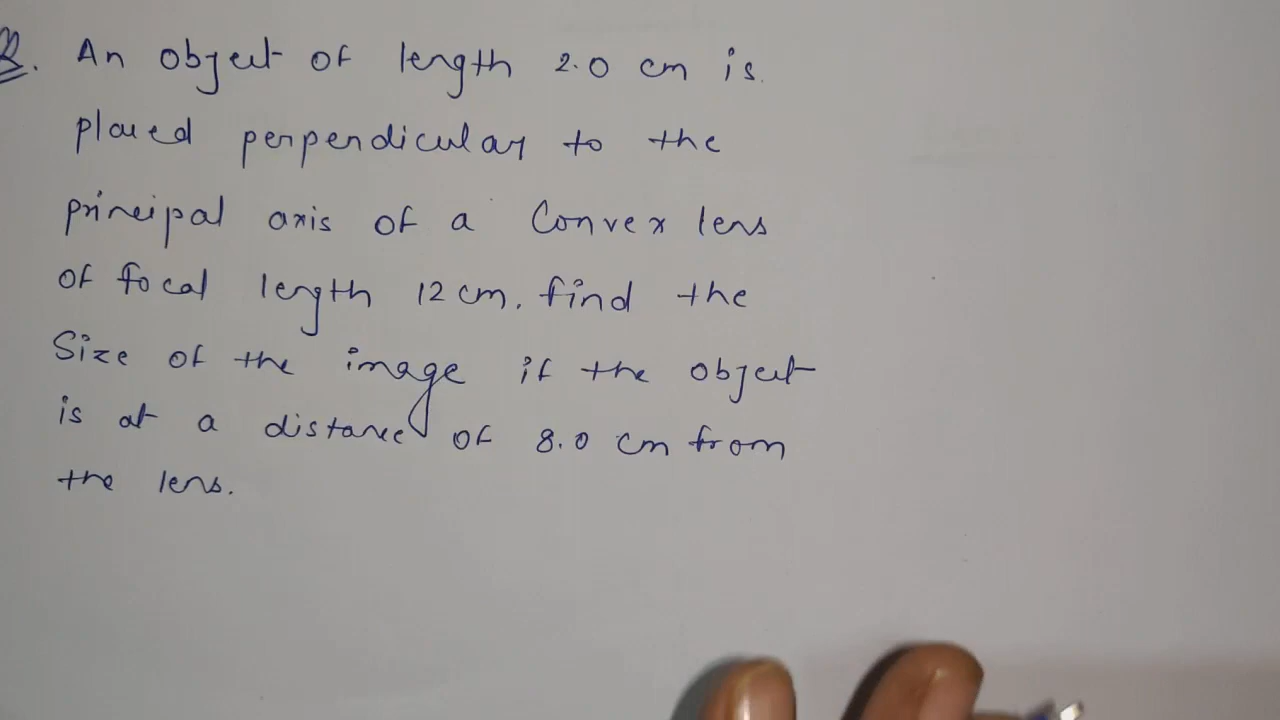 Q. An object of length 2.0 cm is
placed perpendicular to the
principal axis of a Convex lens
of focal length 12 cm. find the
Size of the image if the object
is at a distance of 8.0 cm from
the lens.